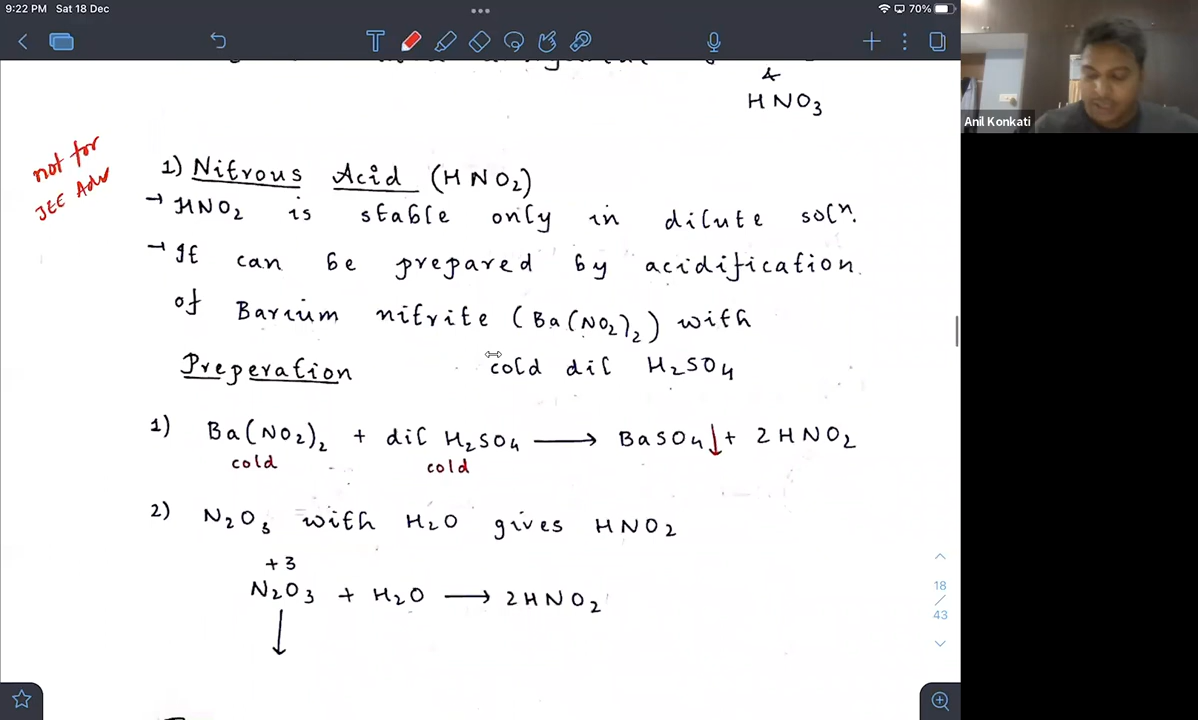 9:22 PM Sat 18 Dec
70%
&
HNO3
Anil Konkati
not for
JEE Adv
1) Nitrous Acid (HNO2)
→ HNO2 is stable only in dilute soln.
→ It can be prepared by acidification
of Barium nitrite (Ba(NO2)2) with
cold dil H2SO4
Preperation
1) Ba(NO2)2 + dil H2SO4 ⟶ BaSO4↓ + 2HNO2
cold cold
2) N2O3 with H2O gives HNO2
+3
N2O3 + H2O ⟶ 2HNO2
↓
18
/
43